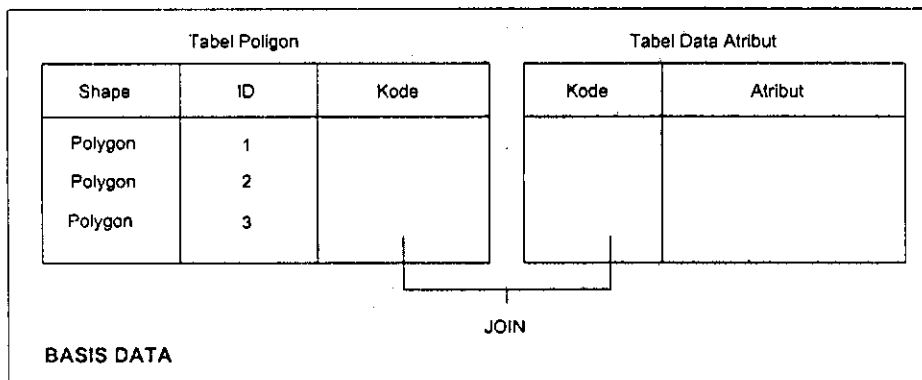 Tabel Poligon Tabel Data Atribut
Shape ID Kode Kode Atribut
Polygon 1
Polygon 2
Polygon 3
JOIN
BASIS DATA